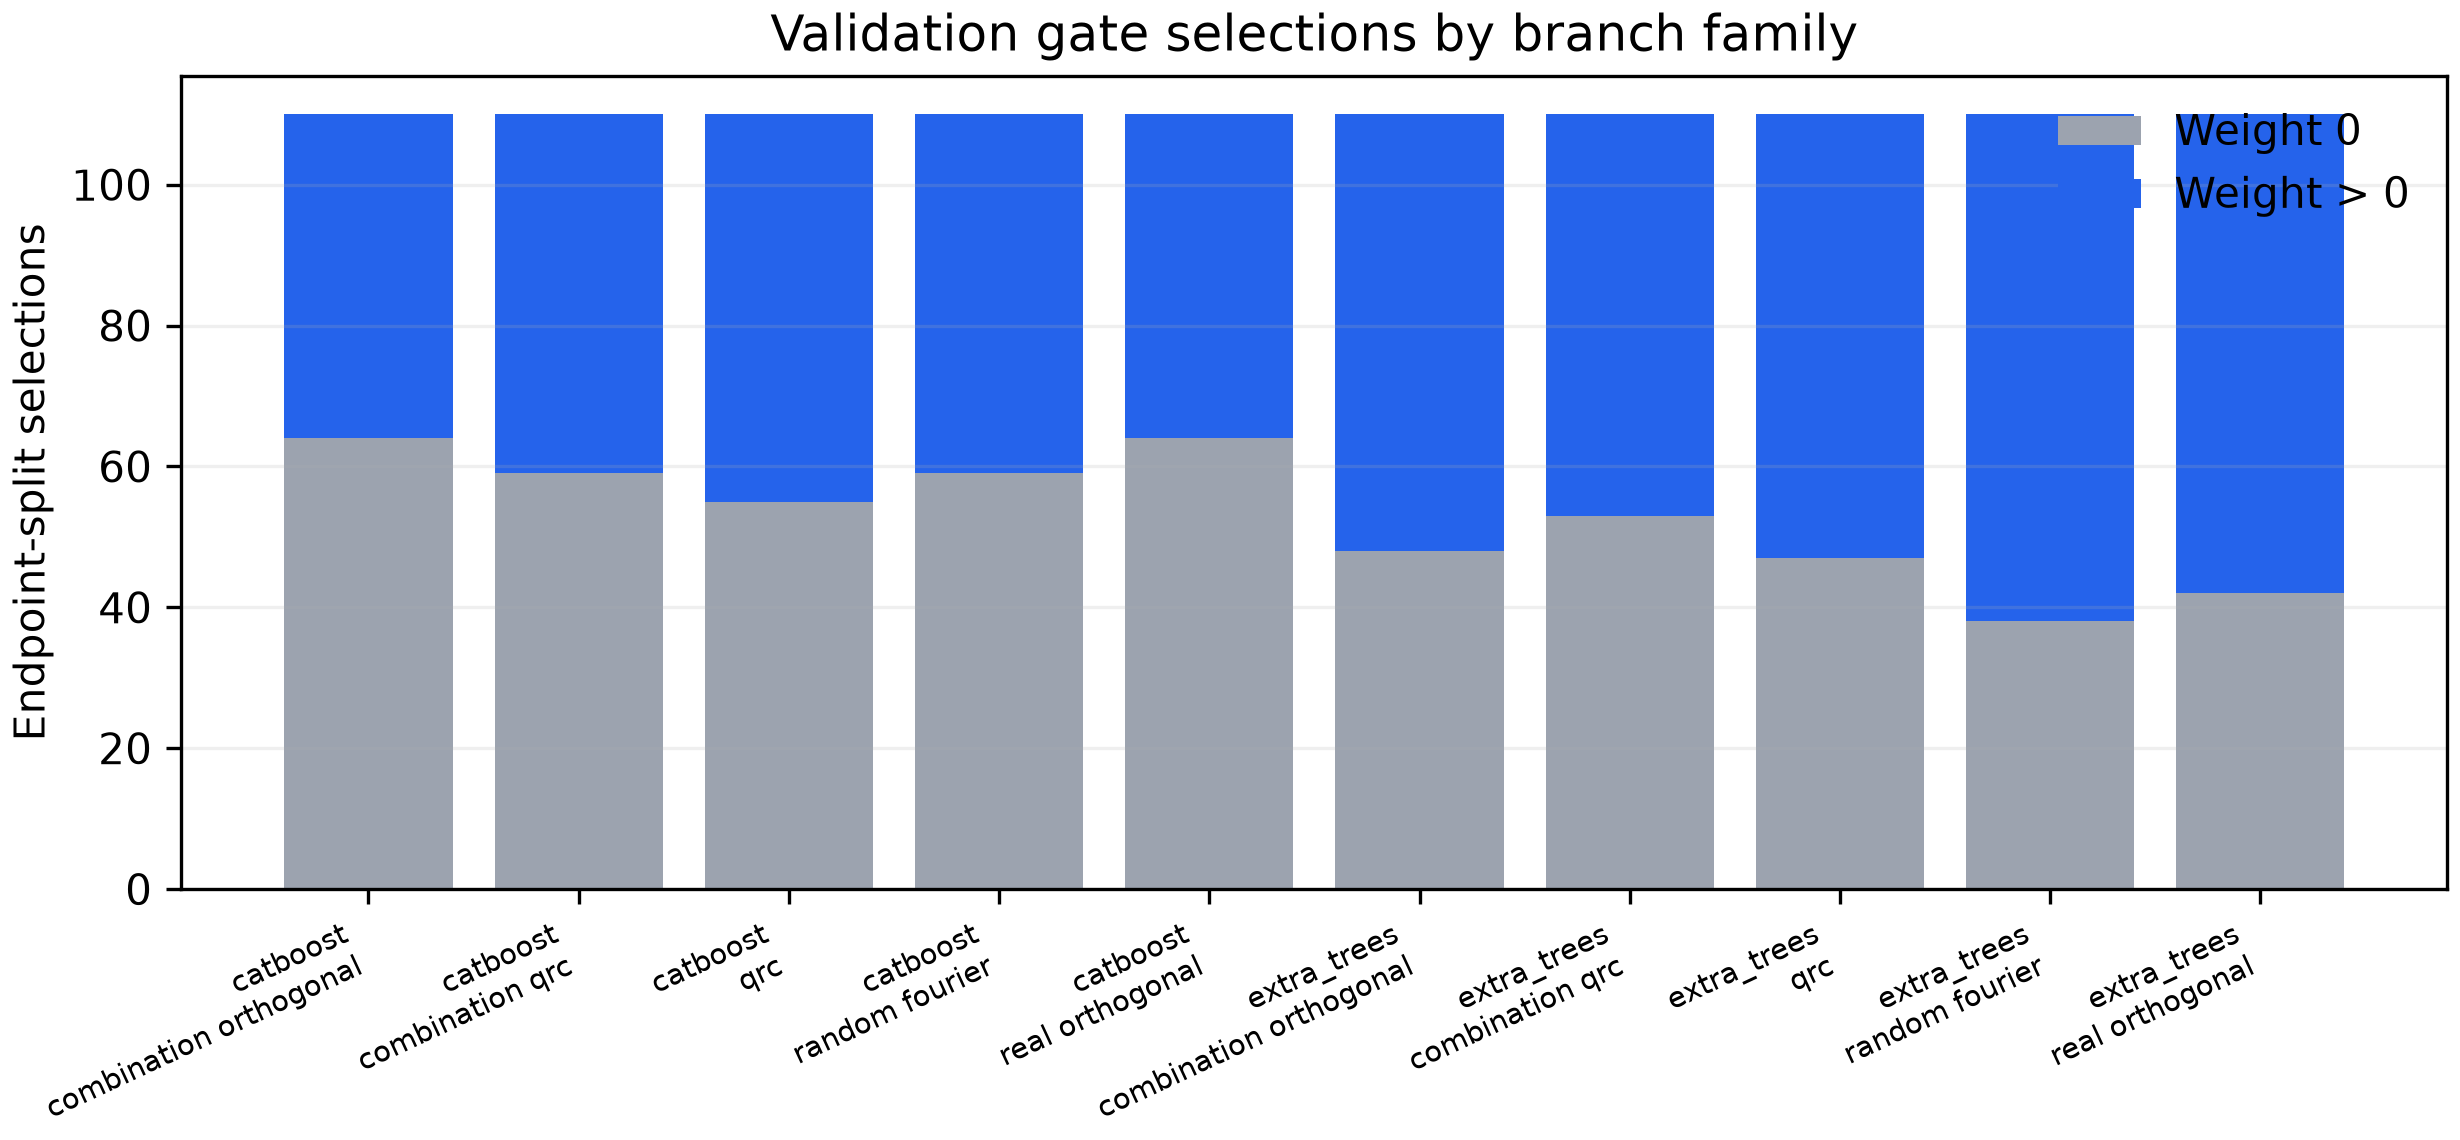 Validation gate selections by branch family
Weight 0
Weight > 0
Endpoint-split selections
100
80
60
40
20
0
catboost
combination orthogonal
catboost
combination qrc
catboost
qrc
catboost
random fourier
catboost
real orthogonal
extra_trees
combination orthogonal
extra_trees
combination qrc
extra_trees
qrc
extra_trees
random fourier
extra_trees
real orthogonal